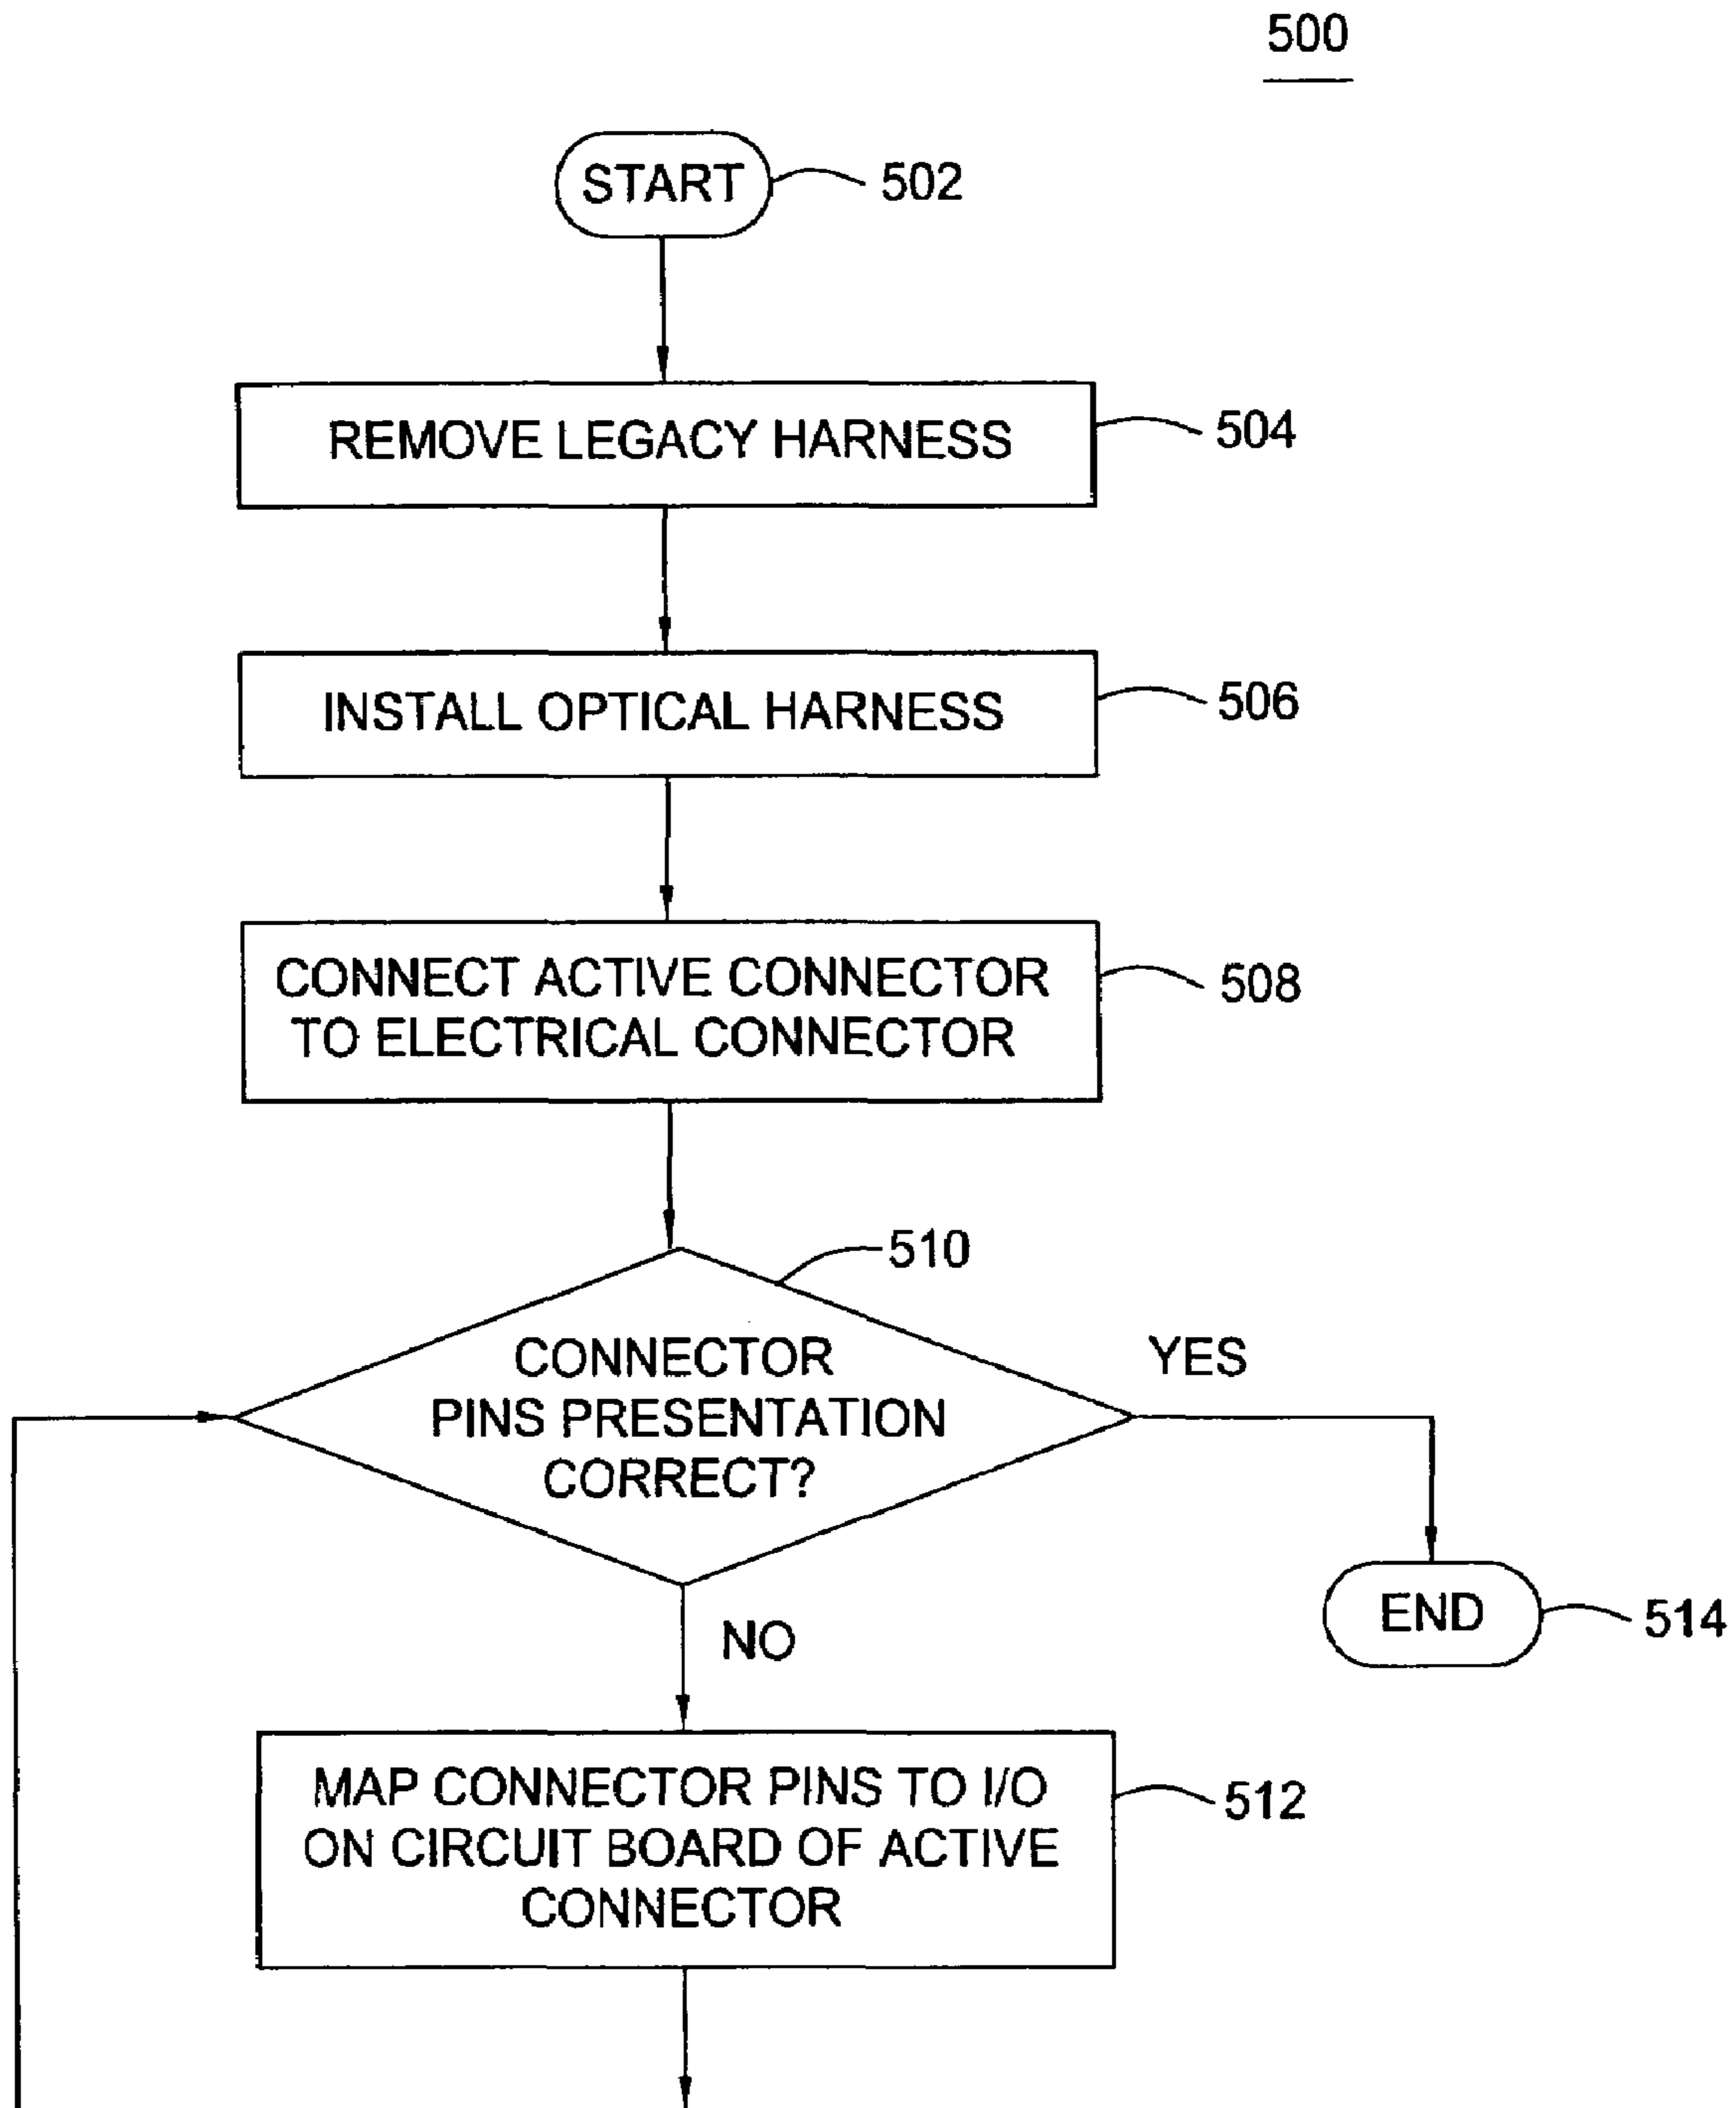 500
START
502
REMOVE LEGACY HARNESS
504
INSTALL OPTICAL HARNESS
506
CONNECT ACTIVE CONNECTOR
TO ELECTRICAL CONNECTOR
508
510
CONNECTOR
PINS PRESENTATION
CORRECT?
YES
END
514
NO
MAP CONNECTOR PINS TO I/O
ON CIRCUIT BOARD OF ACTIVE
CONNECTOR
512